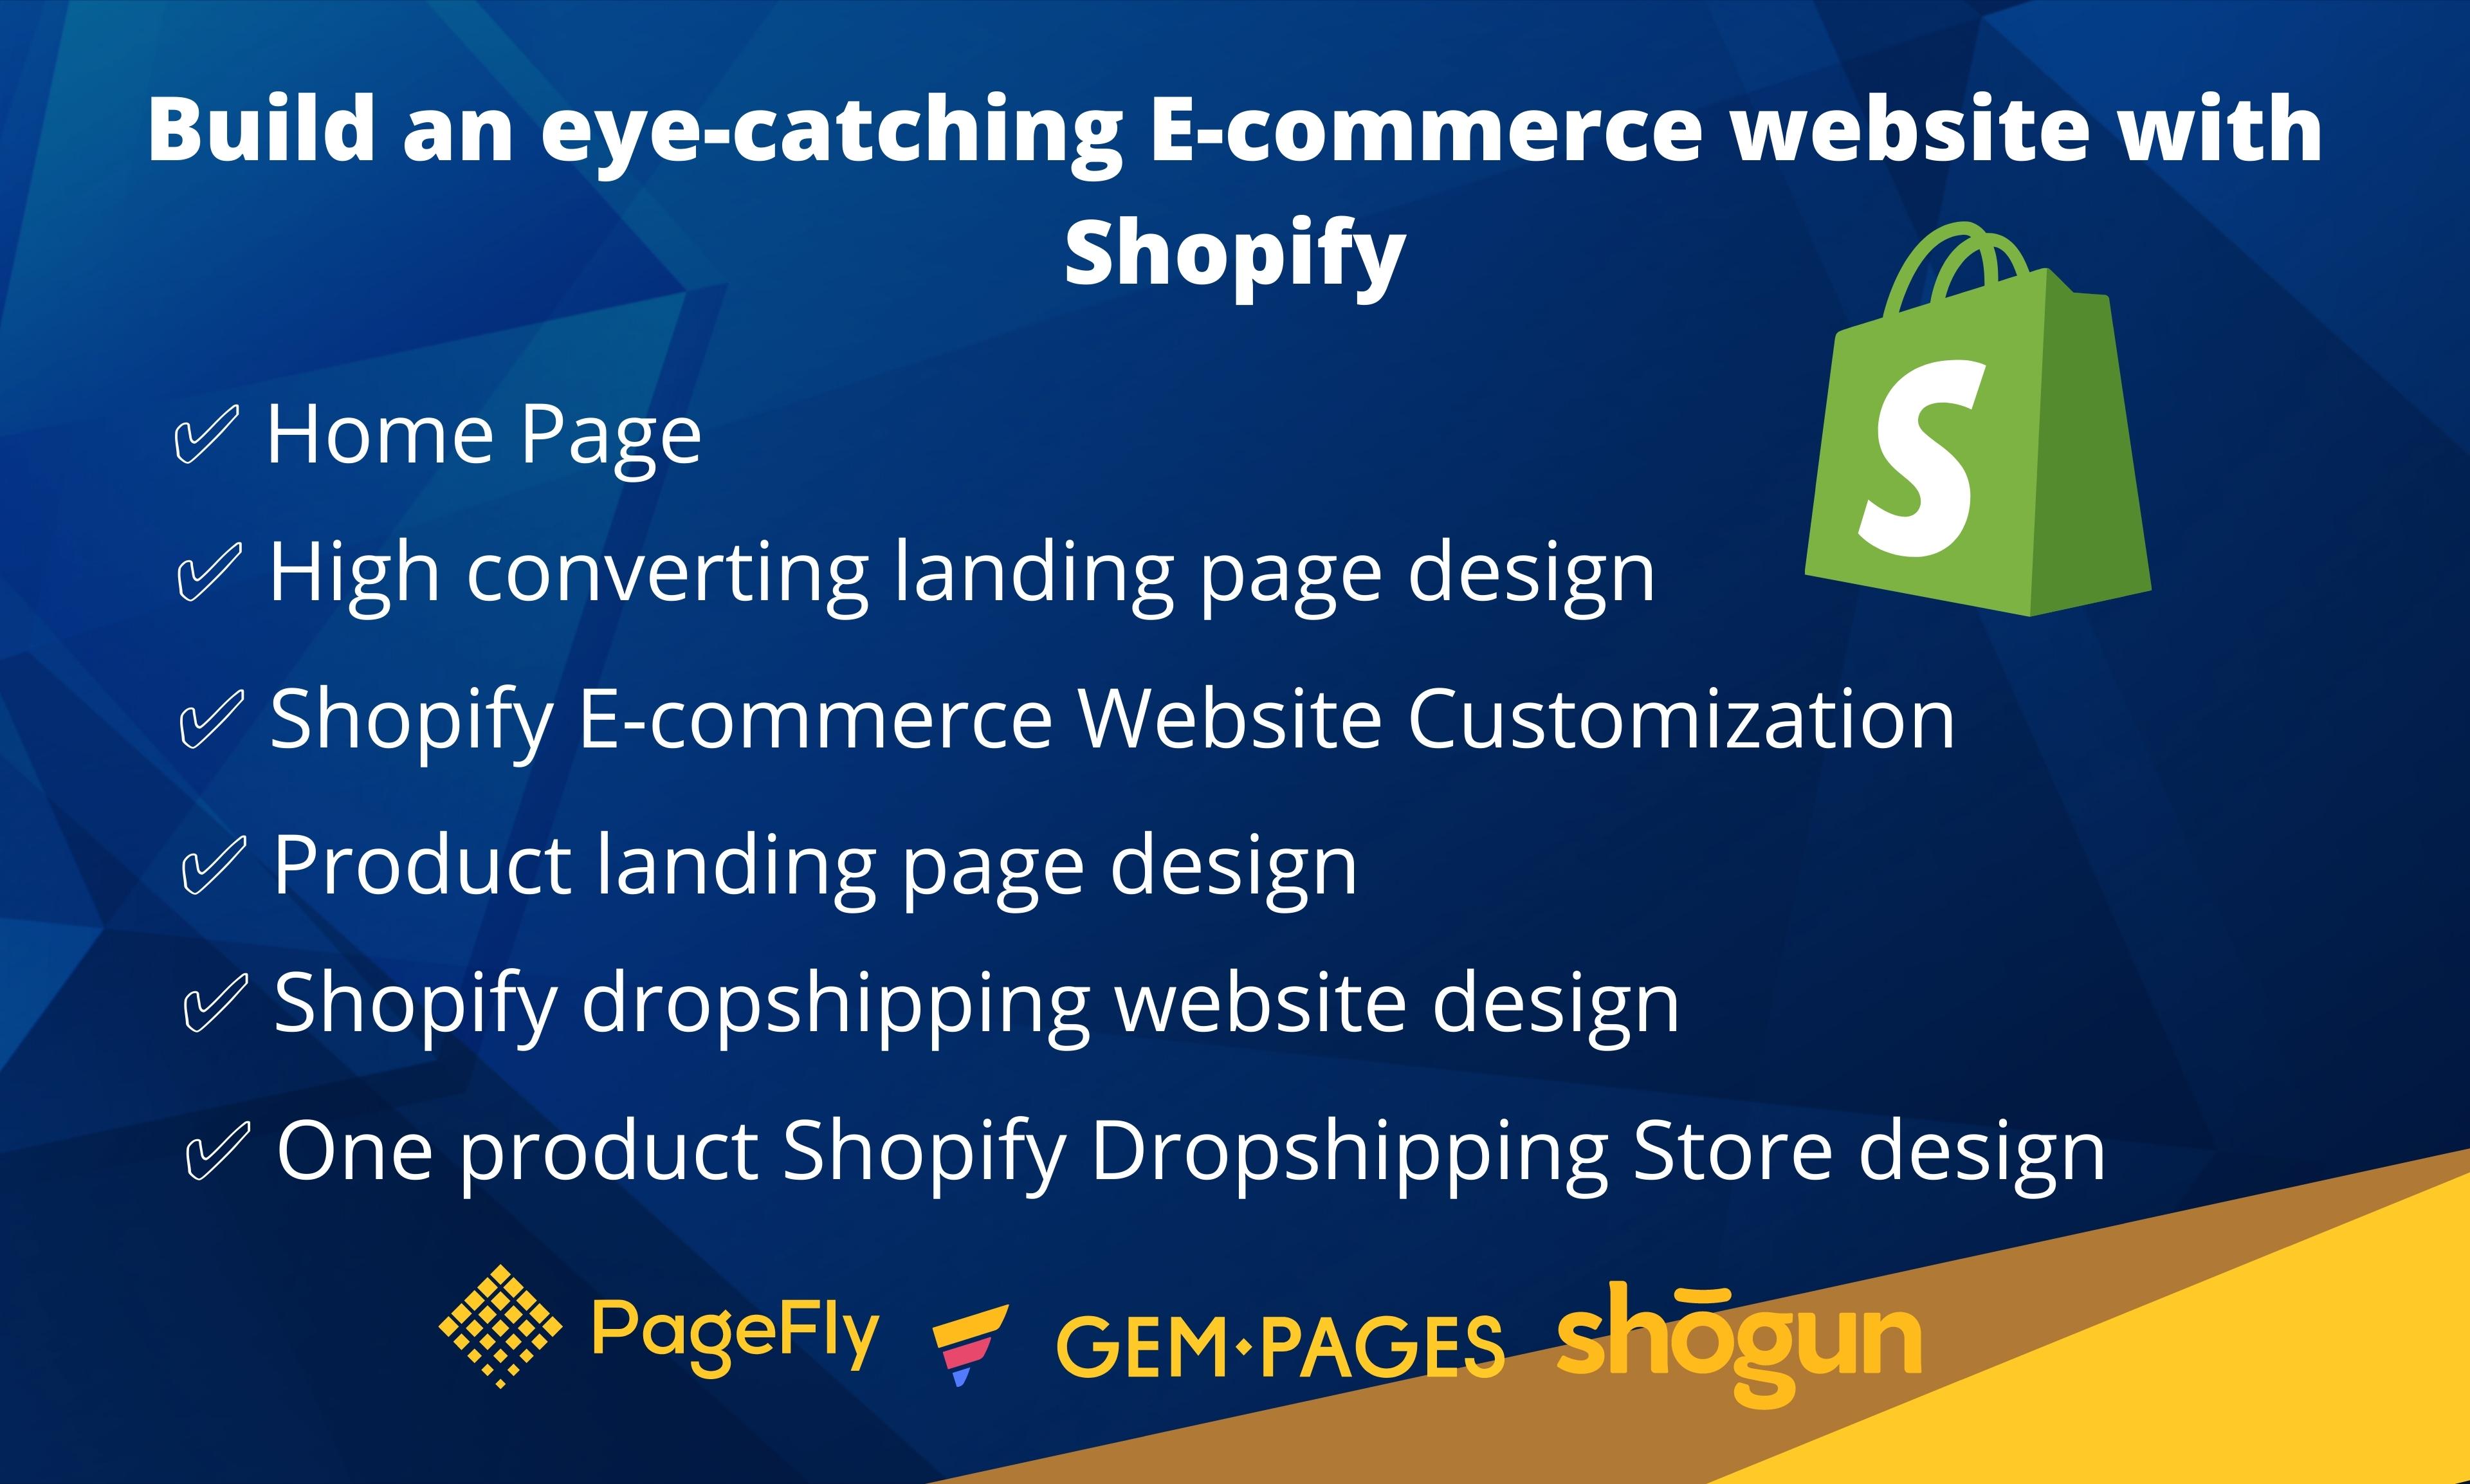 Build an eye-catching E-commerce website with
Shopify
S
✅ Home Page
✅ High converting landing page design
✅ Shopify E-commerce Website Customization
✅ Product landing page design
✅ Shopify dropshipping website design
✅ One product Shopify Dropshipping Store design
PageFly GEM·PAGES shōgun